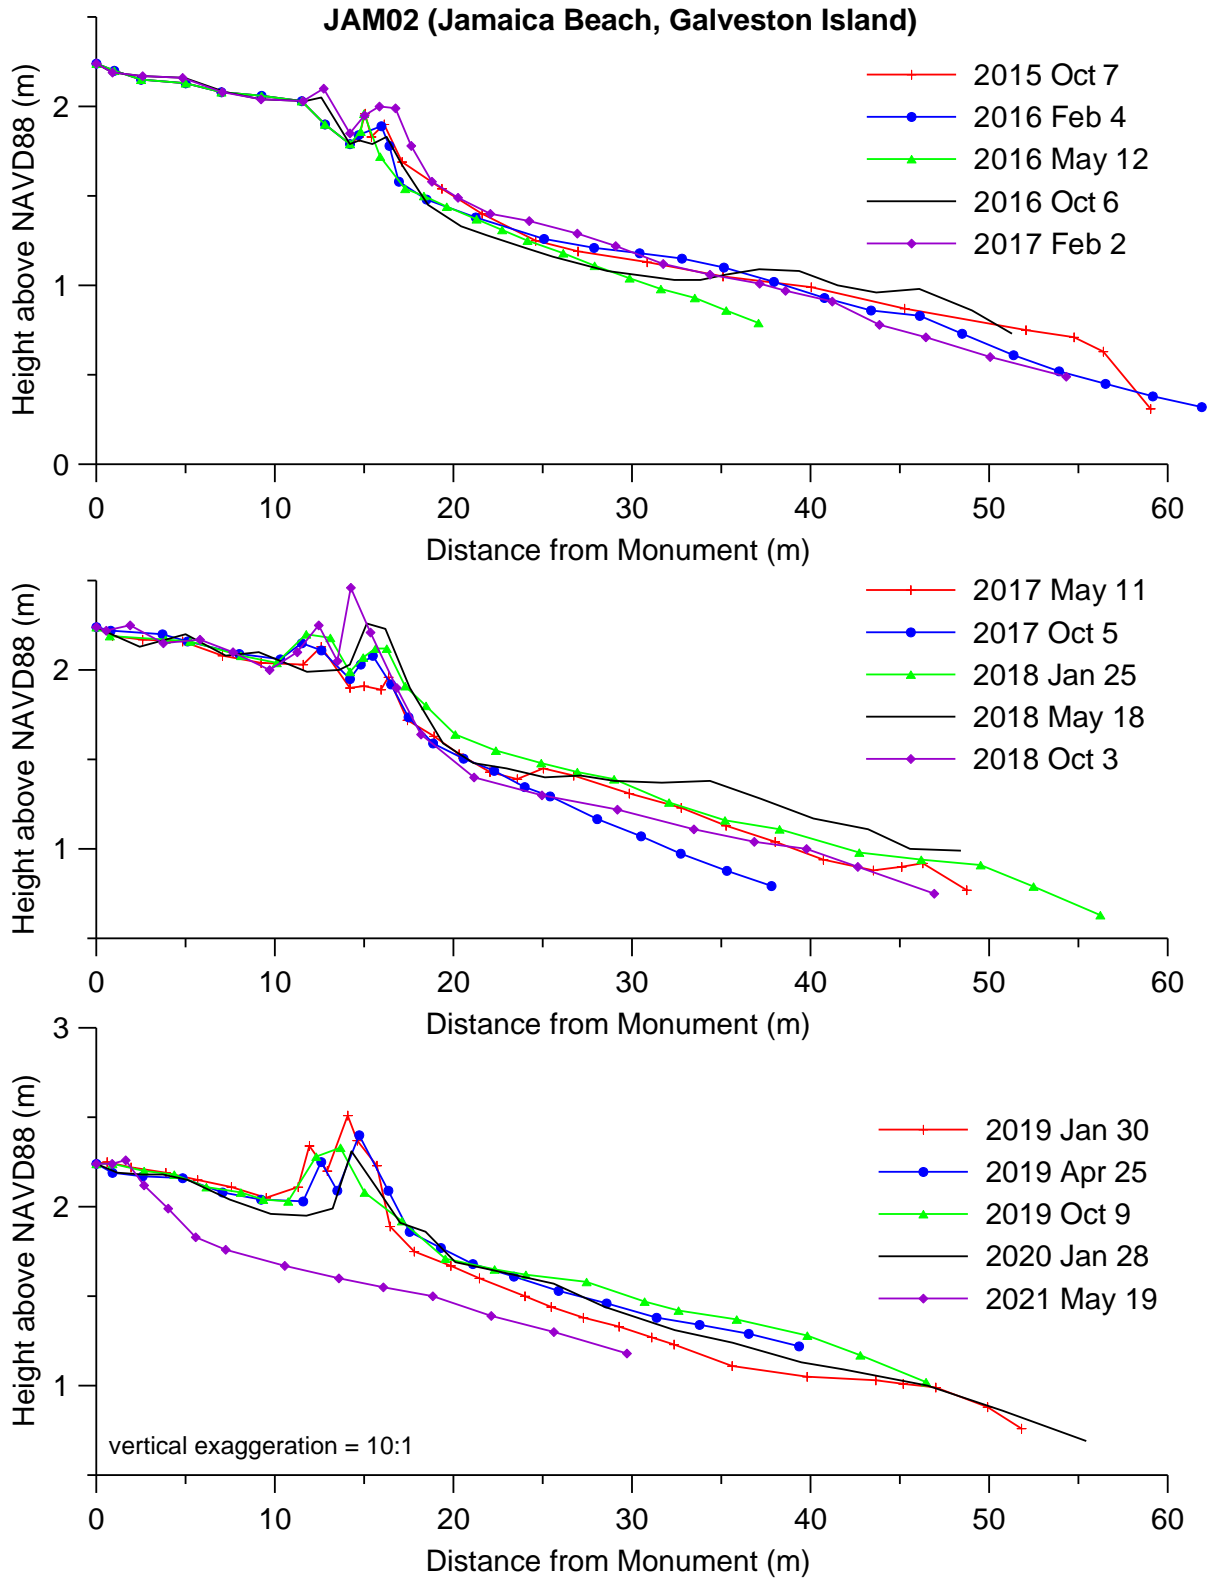 JAM02 (Jamaica Beach, Galveston Island)
Height above NAVD88 (m)
2
1
0
2015 Oct 7
2016 Feb 4
2016 May 12
2016 Oct 6
2017 Feb 2
0 10 20 30 40 50 60
Distance from Monument (m)
Height above NAVD88 (m)
2
1
2017 May 11
2017 Oct 5
2018 Jan 25
2018 May 18
2018 Oct 3
0 10 20 30 40 50 60
Distance from Monument (m)
Height above NAVD88 (m)
3
2
1
2019 Jan 30
2019 Apr 25
2019 Oct 9
2020 Jan 28
2021 May 19
vertical exaggeration = 10:1
0 10 20 30 40 50 60
Distance from Monument (m)